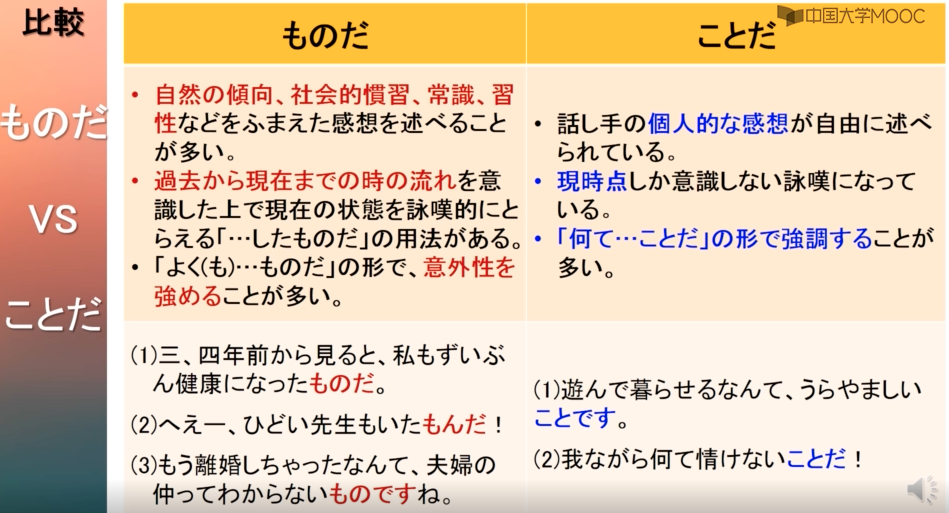 比較
ものだ
VS
ことだ
中国大学MOOC
ものだ
ことだ
• 自然の傾向、社会的慣習、常識、習
性などをふまえた感想を述べること
が多い。
• 過去から現在までの時の流れを意
識した上で現在の状態を詠嘆的にと
らえる「…したものだ」の用法がある。
• 「よく(も)…ものだ」の形で、意外性を
強めることが多い。
• 話し手の個人的な感想が自由に述べ
られている。
• 現時点しか意識しない詠嘆になって
いる。
• 「何て…ことだ」の形で強調することが
多い。
(1)三、四年前から見ると、私もずいぶ
ん健康になったものだ。
(2)へえー、ひどい先生もいたもんだ！
(3)もう離婚しちゃったなんて、夫婦の
仲ってわからないものですね。
(1)遊んで暮らせるなんて、うらやましい
ことです。
(2)我ながら何て情けないことだ！